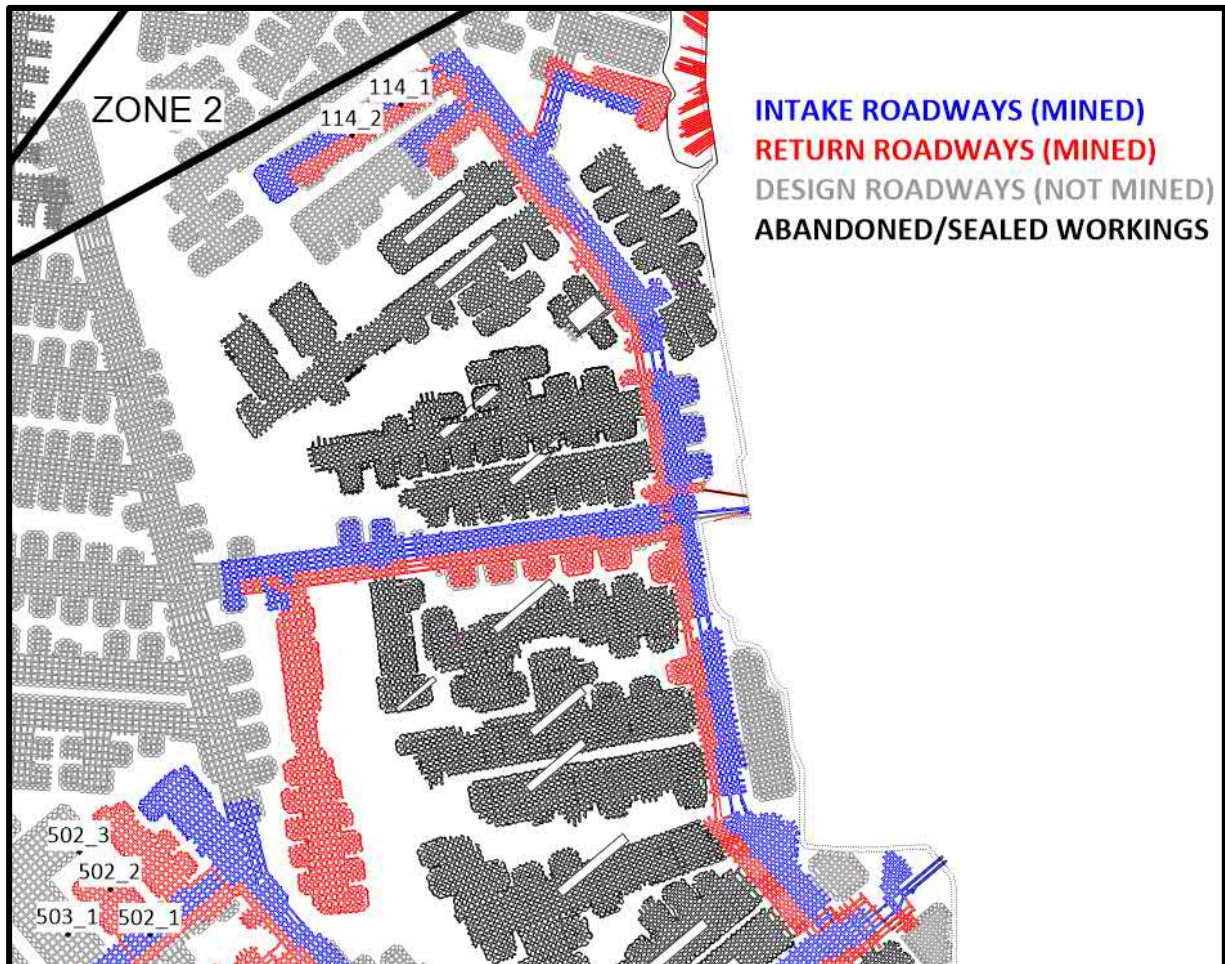 ZONE 2
114_1
114_2
INTAKE ROADWAYS (MINED)
RETURN ROADWAYS (MINED)
DESIGN ROADWAYS (NOT MINED)
ABANDONED/SEALED WORKINGS
502_3
502_2
503_1
502_1